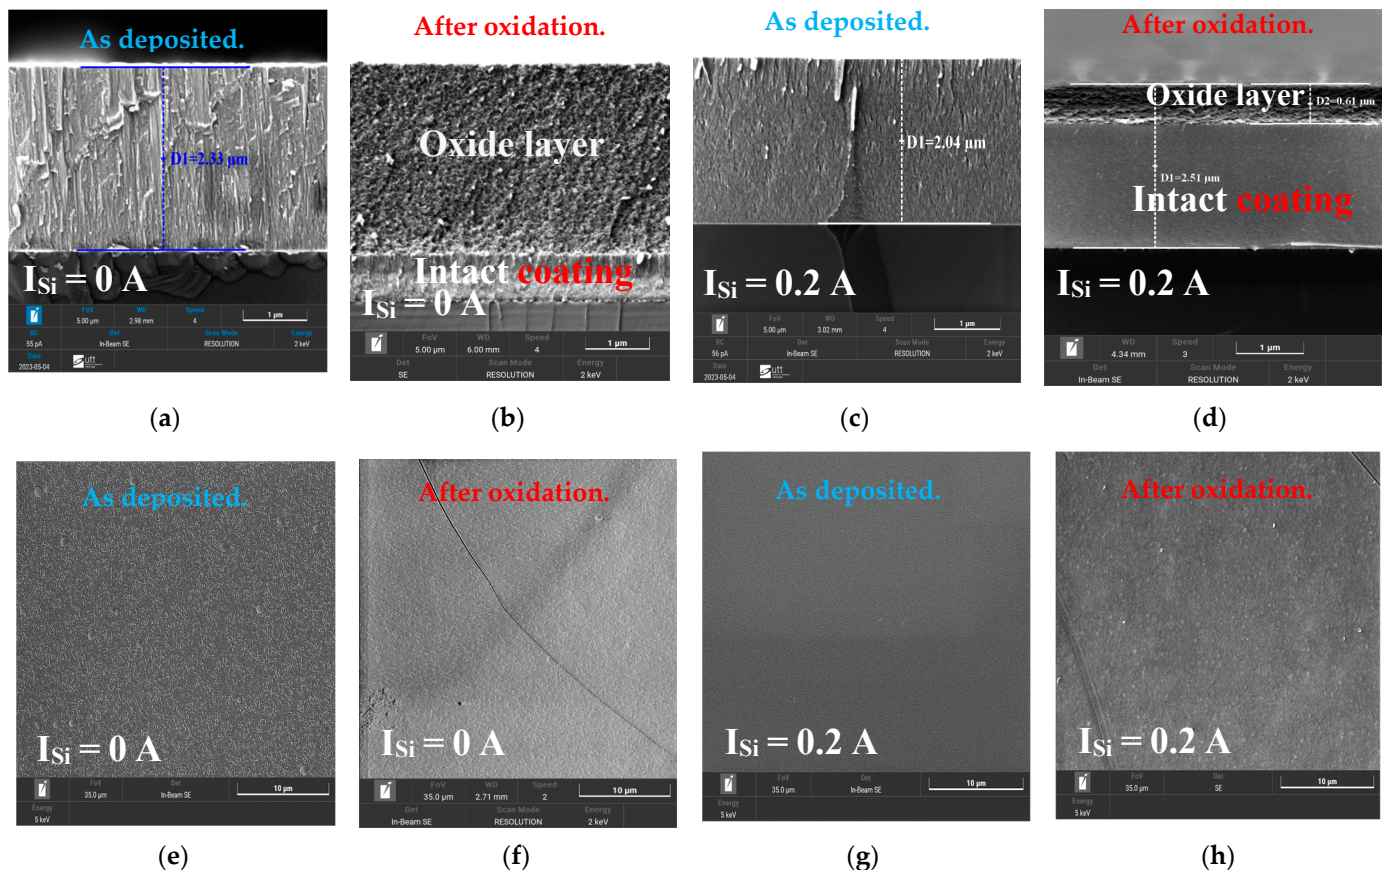 As deposited.
D1=2.33 µm
I_Si = 0 A
FoV WD Speed
5.00 µm 2.98 mm 4 1 µm
BC Det Scan Mode Energy
55 pA In-Beam SE RESOLUTION 2 keV
Date
2023-05-04 utt
(a)
After oxidation.
Oxide layer
Intact coating
I_Si = 0 A
FoV WD Speed
5.00 µm 6.00 mm 4 1 µm
Det Scan Mode Energy
SE RESOLUTION 2 keV
(b)
As deposited.
D1=2.04 µm
I_Si = 0.2 A
FoV WD Speed
5.00 µm 3.02 mm 4 1 µm
BC Det Scan Mode Energy
56 pA In-Beam SE RESOLUTION 2 keV
Date
2023-05-04 utt
(c)
After oxidation.
Oxide layer
D2=0.61 µm
D1=2.51 µm
Intact coating
I_Si = 0.2 A
WD Speed
4.34 mm 3 1 µm
Det Scan Mode Energy
In-Beam SE RESOLUTION 2 keV
(d)
As deposited.
I_Si = 0 A
FoV Det
35.0 µm In-Beam SE 10 µm
Energy
5 keV
(e)
After oxidation.
I_Si = 0 A
FoV WD Speed
35.0 µm 2.71 mm 2 10 µm
Det Scan Mode Energy
In-Beam SE RESOLUTION 2 keV
(f)
As deposited.
I_Si = 0.2 A
FoV Det
35.0 µm In-Beam SE 10 µm
Energy
5 keV
(g)
After oxidation.
I_Si = 0.2 A
FoV Det
35.0 µm SE 10 µm
Energy
5 keV
(h)